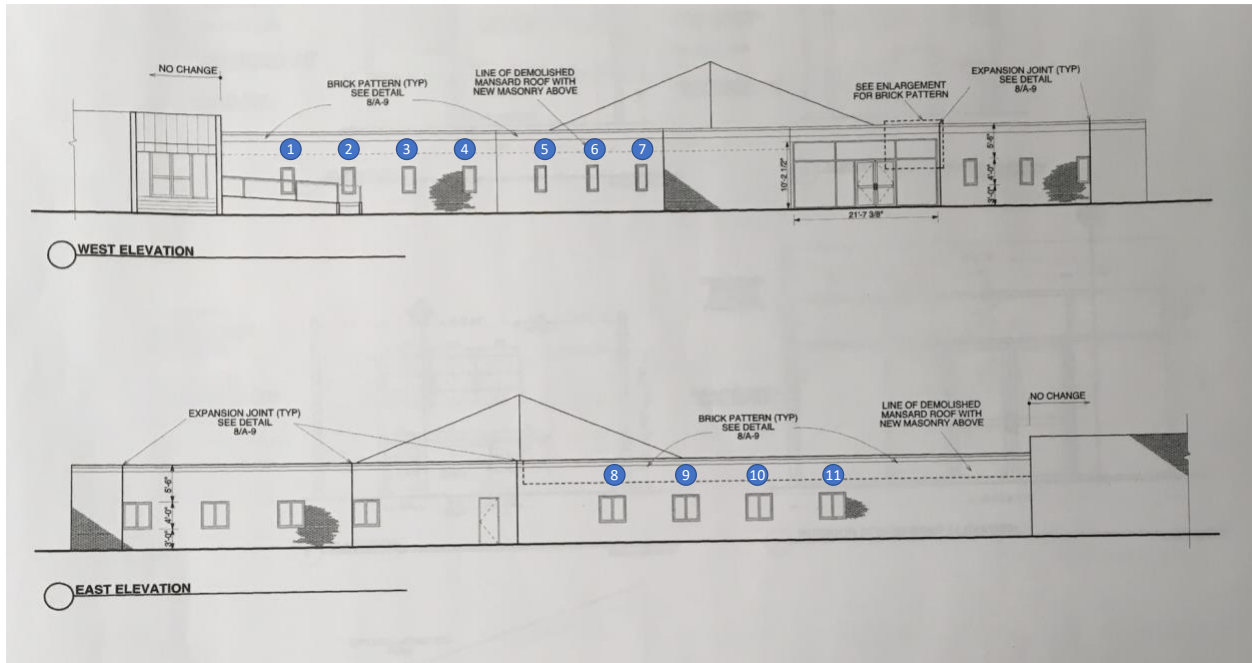 NO CHANGE
BRICK PATTERN (TYP)
SEE DETAIL
8/A-9
LINE OF DEMOLISHED
MANSARD ROOF WITH
NEW MASONRY ABOVE
SEE ENLARGEMENT
FOR BRICK PATTERN
EXPANSION JOINT (TYP)
SEE DETAIL
8/A-9
1
2
3
4
5
6
7
10'-2 1/2"
5'-6"
4'-0"
3'-0"
21'-7 3/8"
WEST ELEVATION
EXPANSION JOINT (TYP)
SEE DETAIL
8/A-9
BRICK PATTERN (TYP)
SEE DETAIL
8/A-9
LINE OF DEMOLISHED
MANSARD ROOF WITH
NEW MASONRY ABOVE
NO CHANGE
8
9
10
11
5'-6"
4'-0"
3'-0"
EAST ELEVATION